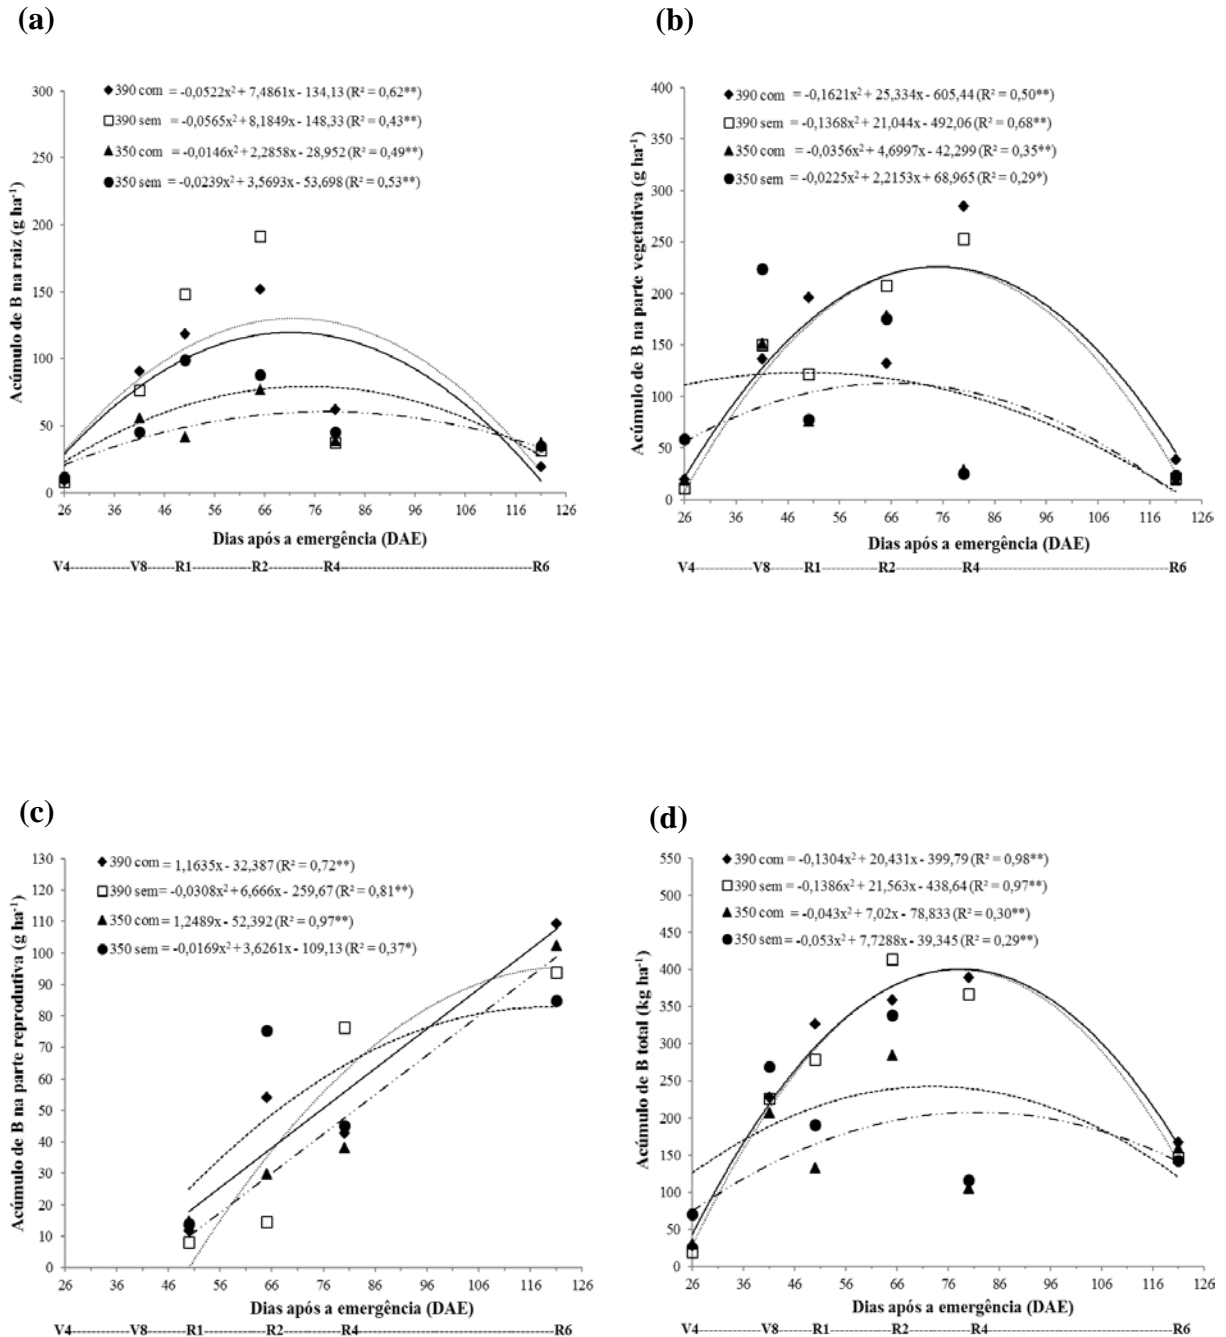 (a)
390 com = -0,0522x² + 7,4861x - 134,13 (R² = 0,62**)
390 sem = -0,0565x² + 8,1849x - 148,33 (R² = 0,43**)
350 com = -0,0146x² + 2,2858x - 28,952 (R² = 0,49**)
350 sem = -0,0239x² + 3,5693x - 53,698 (R² = 0,53**)
Acúmulo de B na raiz (g ha⁻¹)
300
250
200
150
100
50
0
26 36 46 56 66 76 86 96 106 116 126
Dias após a emergência (DAE)
V4--------------V8------R1------------R2------------R4------------------------------------R6
(b)
390 com = -0,1621x² + 25,334x - 605,44 (R² = 0,50**)
390 sem = -0,1368x² + 21,044x - 492,06 (R² = 0,68**)
350 com = -0,0356x² + 4,6997x - 42,299 (R² = 0,35**)
350 sem = -0,0225x² + 2,2153x + 68,965 (R² = 0,29*)
Acúmulo de B na parte vegetativa (g ha⁻¹)
400
350
300
250
200
150
100
50
0
26 36 46 56 66 76 86 96 106 116 126
Dias após a emergência (DAE)
V4--------------V8-------R1------------R2-------------R4------------------------------------R6
(c)
390 com = 1,1635x - 32,387 (R² = 0,72**)
390 sem = -0,0308x² + 6,666x - 259,67 (R² = 0,81**)
350 com = 1,2489x - 52,392 (R² = 0,97**)
350 sem = -0,0169x² + 3,6261x - 109,13 (R² = 0,37*)
Acúmulo de B na parte reprodutiva (g ha⁻¹)
130
120
110
100
90
80
70
60
50
40
30
20
10
0
26 36 46 56 66 76 86 96 106 116 126
Dias após a emergência (DAE)
V4--------------V8--------R1-------------R2------------R4------------------------------------R6
(d)
390 com = -0,1304x² + 20,431x - 399,79 (R² = 0,98**)
390 sem = -0,1386x² + 21,563x - 438,64 (R² = 0,97**)
350 com = -0,043x² + 7,02x - 78,833 (R² = 0,30**)
350 sem = -0,053x² + 7,7288x - 39,345 (R² = 0,29**)
Acúmulo de B total (kg ha⁻¹)
550
500
450
400
350
300
250
200
150
100
50
0
26 36 46 56 66 76 86 96 106 116 126
Dias após a emergência (DAE)
V4--------------V8-------R1------------R2-------------R4------------------------------------R6